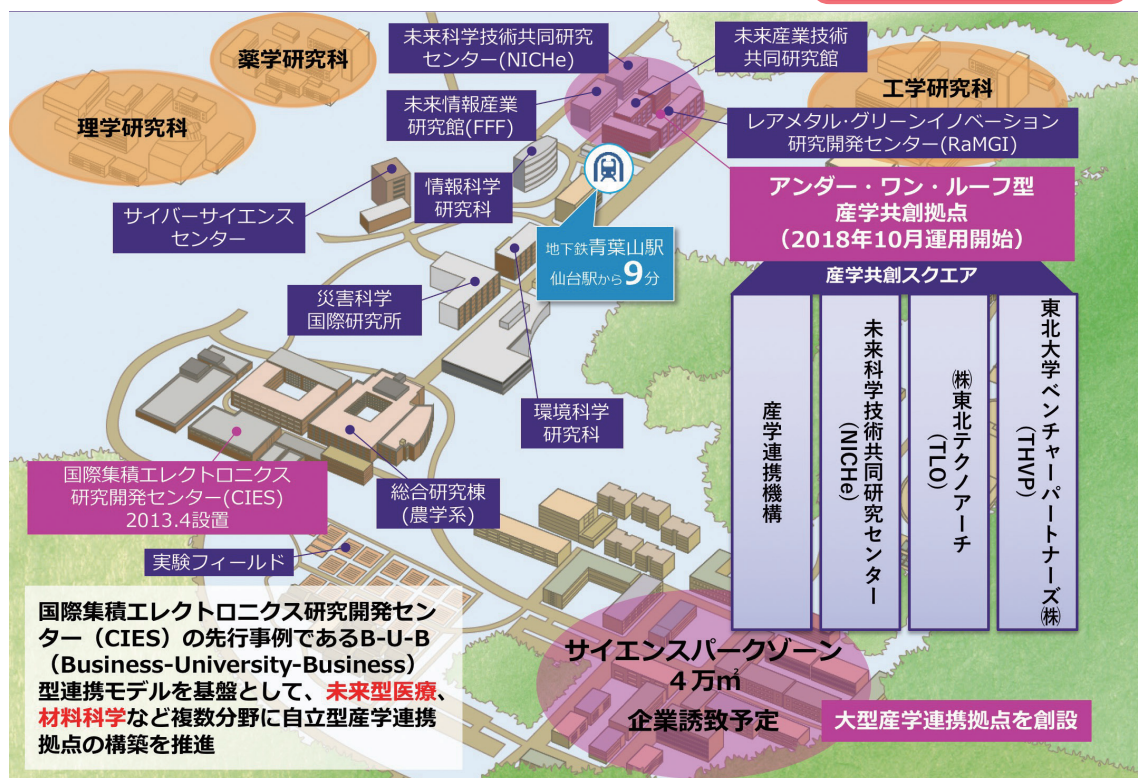 薬学研究科
理学研究科
未来科学技術共同研究
センター(NICHe)
未来産業技術
共同研究館
工学研究科
未来情報産業
研究館(FFF)
レアメタル・グリーンイノベーション
研究開発センター(RaMGI)
情報科学
研究科
サイバーサイエンス
センター
アンダー・ワン・ルーフ型
産学共創拠点
（2018年10月運用開始）
地下鉄青葉山駅
仙台駅から9分
産学共創スクエア
産学連携機構
未来科学技術共同研究センター
(NICHe)
㈱東北テクノアーチ
(TLO)
東北大学ベンチャーパートナーズ㈱
(THVP)
災害科学
国際研究所
環境科学
研究科
国際集積エレクトロニクス
研究開発センター(CIES)
2013.4設置
総合研究棟
(農学系)
実験フィールド
国際集積エレクトロニクス研究開発セン
ター（CIES）の先行事例であるB-U-B
（Business-University-Business）
型連携モデルを基盤として、未来型医療、
材料科学など複数分野に自立型産学連携
拠点の構築を推進
サイエンスパークゾーン
４万㎡
企業誘致予定
大型産学連携拠点を創設